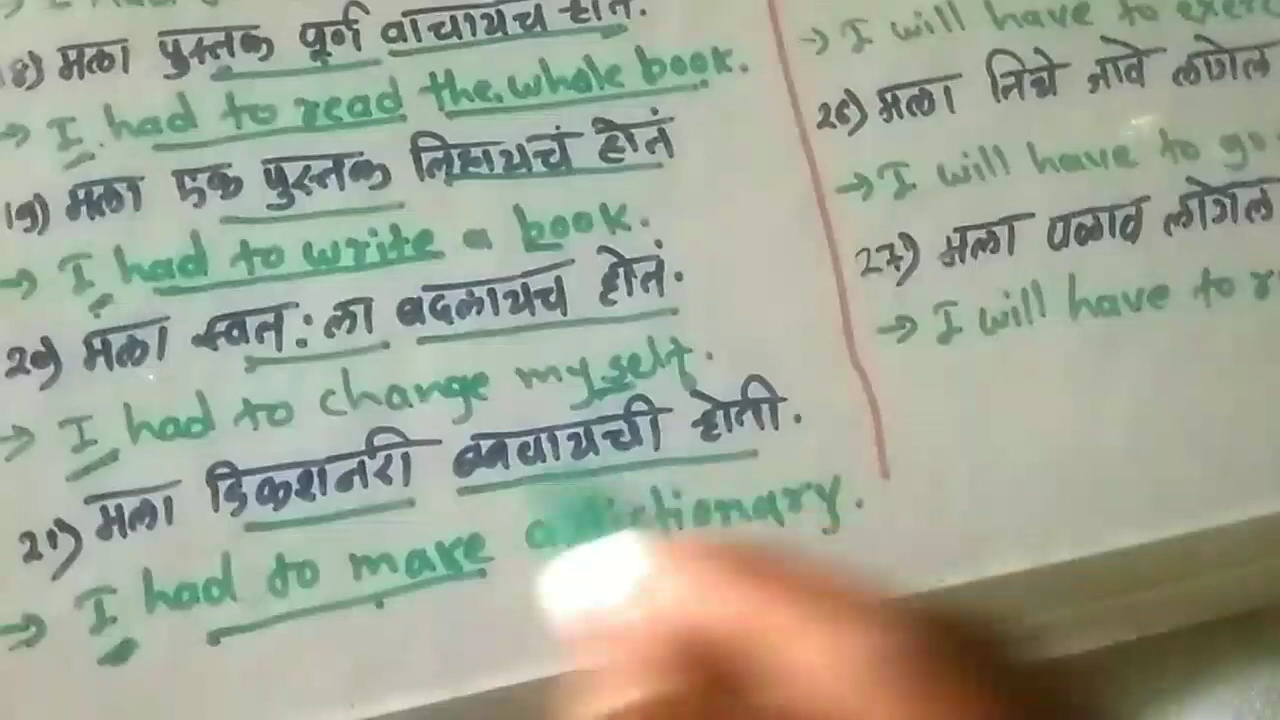 18) मला पुस्तक पूर्ण वाचायचं होतं.
→ I had to read the whole book.
19) मला एक पुस्तक लिहायचं होतं
→ I had to write a book.
20) मला स्वत:ला बदलायचं होतं.
→ I had to change myself.
21) मला डिक्शनरी बनवायची होती.
→ I had to make a dictionary.
→ I will have to
26) मला तिथे जावे लागेल
→ I will have to go
27) मला पळाव लागेल
→ I will have to